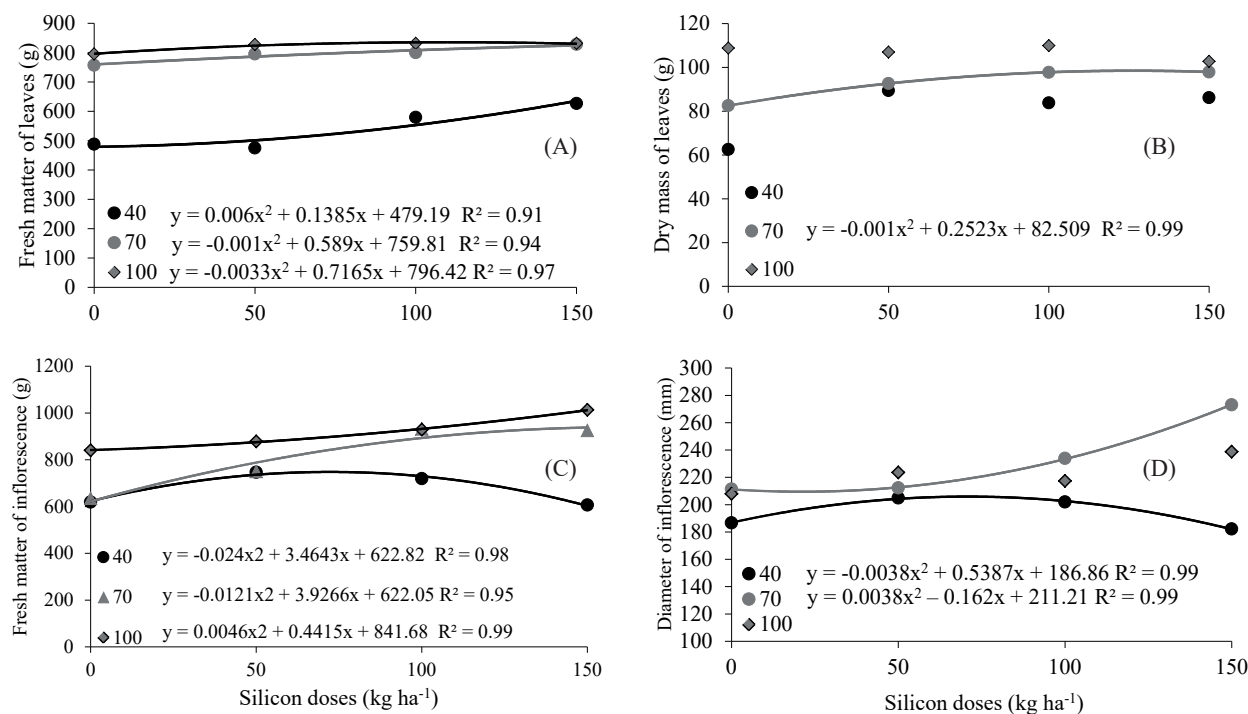 Fresh matter of leaves (g)
900
800
700
600
500
400
300
200
100
0
(A)
40 y = 0.006x² + 0.1385x + 479.19 R² = 0.91
70 y = -0.001x² + 0.589x + 759.81 R² = 0.94
100 y = -0.0033x² + 0.7165x + 796.42 R² = 0.97
0 50 100 150
Dry mass of leaves (g)
120
100
80
60
40
20
0
(B)
40
70 y = -0.001x² + 0.2523x + 82.509 R² = 0.99
100
0 50 100 150
Fresh matter of inflorescence (g)
1200
1000
800
600
400
200
0
(C)
40 y = -0.024x2 + 3.4643x + 622.82 R² = 0.98
70 y = -0.0121x2 + 3.9266x + 622.05 R² = 0.95
100 y = 0.0046x2 + 0.4415x + 841.68 R² = 0.99
0 50 100 150
Silicon doses (kg ha⁻¹)
Diameter of inflorescence (mm)
300
280
260
240
220
200
180
160
140
120
100
(D)
40 y = -0.0038x² + 0.5387x + 186.86 R² = 0.99
70 y = 0.0038x² – 0.162x + 211.21 R² = 0.99
100
0 50 100 150
Silicon doses (kg ha⁻¹)